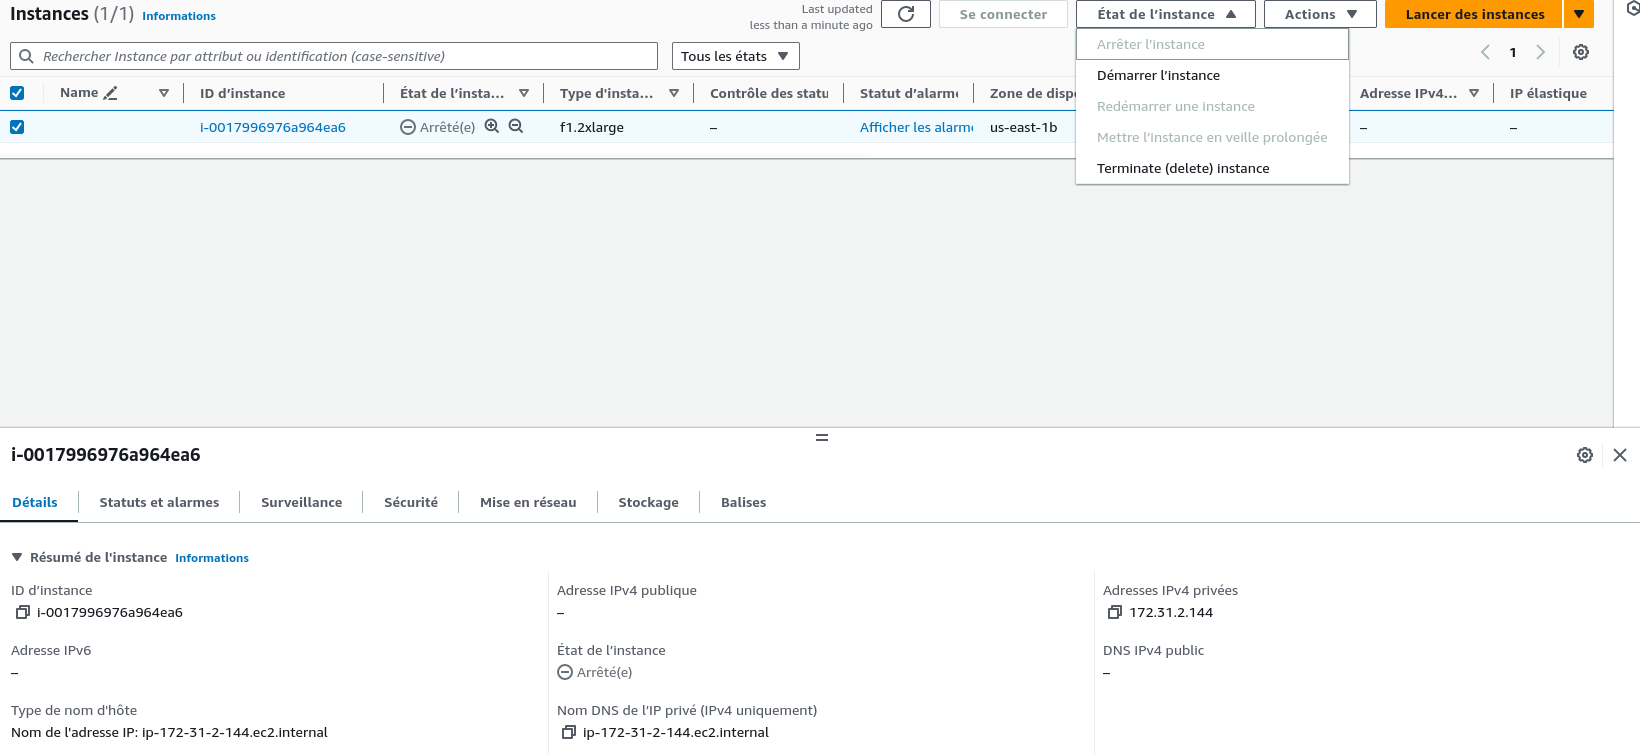 Instances (1/1) Informations
Last updated
less than a minute ago
Se connecter
État de l'instance
Actions
Lancer des instances
Rechercher Instance par attribut ou identification (case-sensitive)
Tous les états
1
Arrêter l'instance
Démarrer l'instance
Redémarrer une instance
Mettre l'instance en veille prolongée
Terminate (delete) instance
Name ID d'instance État de l'insta... Type d'insta... Contrôle des statu Statut d'alarm Zone de disp Adresse IPv4... IP élastique
i-0017996976a964ea6 Arrêté(e) f1.2xlarge – Afficher les alarm us-east-1b – –
i-0017996976a964ea6
Détails Statuts et alarmes Surveillance Sécurité Mise en réseau Stockage Balises
Résumé de l'instance Informations
ID d'instance
i-0017996976a964ea6
Adresse IPv4 publique
–
Adresses IPv4 privées
172.31.2.144
Adresse IPv6
–
État de l'instance
Arrêté(e)
DNS IPv4 public
–
Type de nom d'hôte
Nom de l'adresse IP: ip-172-31-2-144.ec2.internal
Nom DNS de l'IP privé (IPv4 uniquement)
ip-172-31-2-144.ec2.internal